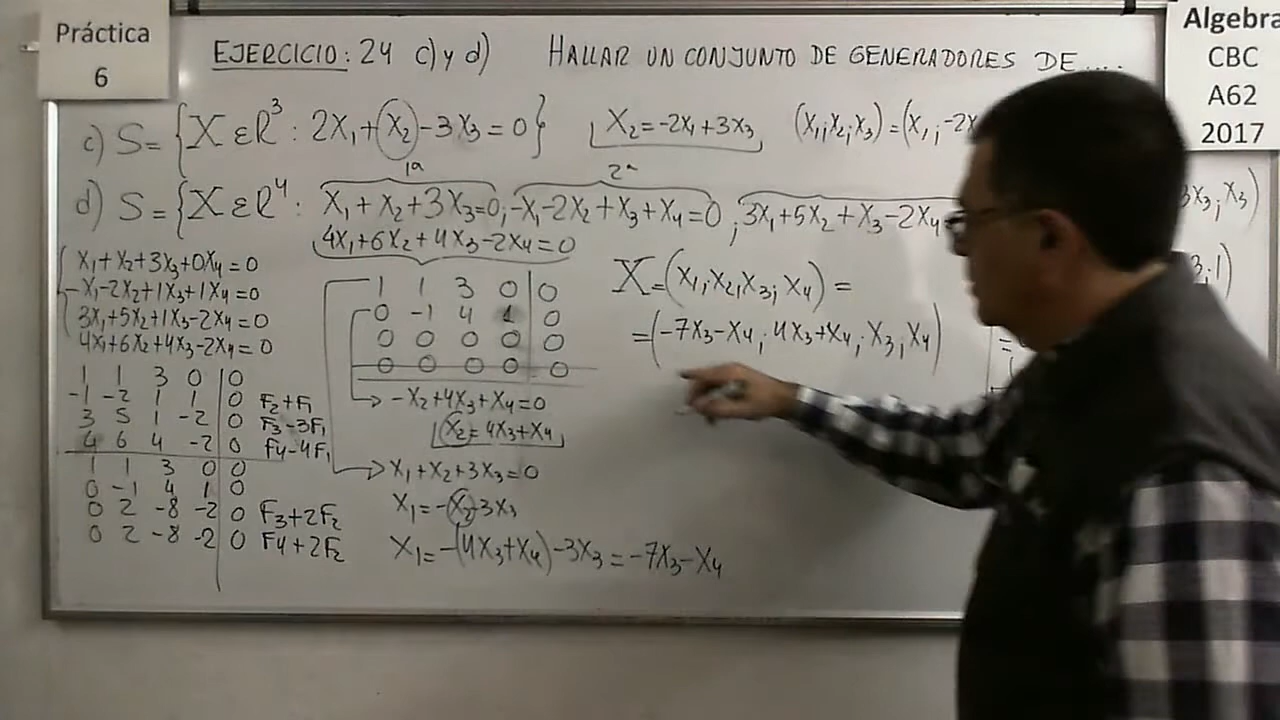 Práctica
6
EJERCICIO: 24 c) y d) HALLAR UN CONJUNTO DE GENERADORES DE....
Algebra
CBC
A62
2017
c) S = {X ∈ R³ : 2X₁ + X₂ - 3X₃ = 0} X₂ = -2X₁ + 3X₃ (X₁; X₂; X₃) = (X₁; -2X
1ª 2ª
d) S = {X ∈ R⁴ : X₁ + X₂ + 3X₃ = 0; -X₁ - 2X₂ + X₃ + X₄ = 0; 3X₁ + 5X₂ + X₃ - 2X₄
3X₃; X₃)
4X₁ + 6X₂ + 4X₃ - 2X₄ = 0
X₁ + X₂ + 3X₃ + 0X₄ = 0
-X₁ - 2X₂ + 1X₃ + 1X₄ = 0
3X₁ + 5X₂ + 1X₃ - 2X₄ = 0
4X₁ + 6X₂ + 4X₃ - 2X₄ = 0
1 1 3 0 | 0
-1 -2 1 1 | 0 F₂+F₁
3 5 1 -2 | 0 F₃-3F₁
4 6 4 -2 | 0 F₄-4F₁
1 1 3 0 | 0
0 -1 4 1 | 0
0 2 -8 -2 | 0 F₃+2F₂
0 2 -8 -2 | 0 F₄+2F₂
1 1 3 0 | 0
0 -1 4 1 | 0
0 0 0 0 | 0
0 0 0 0 | 0
-X₂ + 4X₃ + X₄ = 0
X₂ = 4X₃ + X₄
X₁ + X₂ + 3X₃ = 0
X₁ = -X₂ - 3X₃
X₁ = -(4X₃ + X₄) - 3X₃ = -7X₃ - X₄
X = (X₁; X₂; X₃; X₄) =
= (-7X₃ - X₄; 4X₃ + X₄; X₃; X₄)
3; 1)